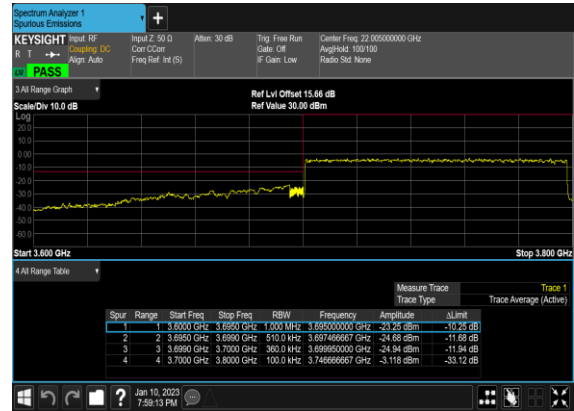 Spectrum Analyzer 1
Spurious Emissions
KEYSIGHT
R T
PASS
Input: RF
Coupling: DC
Align: Auto
Input Z: 50 Ω
Corr CCorr
Freq Ref: Int (S)
Atten: 30 dB
Trig: Free Run
Gate: Off
IF Gain: Low
Center Freq: 22.005000000 GHz
Avg|Hold: 100/100
Radio Std: None
3 All Range Graph
Scale/Div 10.0 dB
Ref Lvl Offset 15.66 dB
Ref Value 30.00 dBm
Log
20.0
10.0
0.00
-10.0
-20.0
-30.0
-40.0
-50.0
-60.0
Start 3.600 GHz
Stop 3.800 GHz
4 All Range Table
Measure Trace Trace 1
Trace Type Trace Average (Active)
Spur Range Start Freq Stop Freq RBW Frequency Amplitude ΔLimit
1 1 3.6000 GHz 3.6950 GHz 1.000 MHz 3.695000000 GHz -23.25 dBm -10.25 dB
2 2 3.6950 GHz 3.6990 GHz 510.0 kHz 3.697466667 GHz -24.68 dBm -11.68 dB
3 3 3.6990 GHz 3.7000 GHz 360.0 kHz 3.699950000 GHz -24.94 dBm -11.94 dB
4 4 3.7000 GHz 3.8000 GHz 100.0 kHz 3.746666667 GHz -3.118 dBm -33.12 dB
Jan 10, 2023
7:59:13 PM